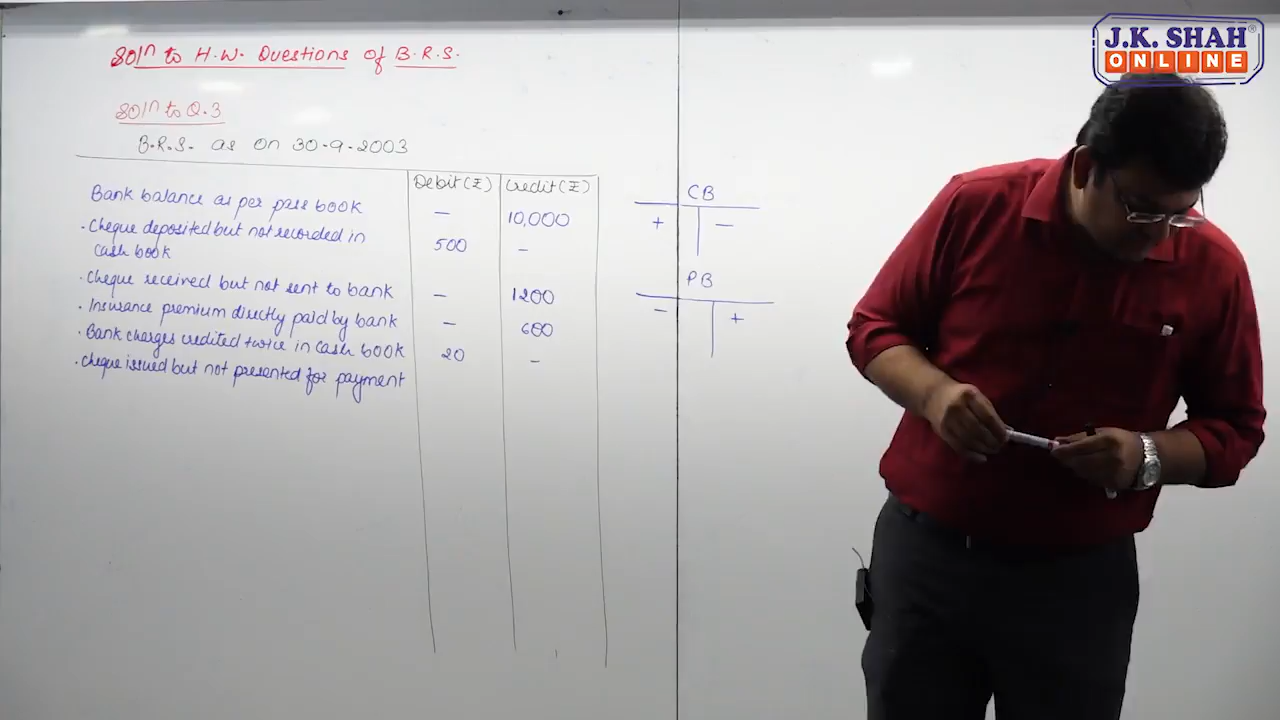 Sol^n to H.W. Questions of B.R.S.
Sol^n to Q.3
B.R.S. as on 30-9-2003
Debit(₹) Credit(₹)
Bank balance as per pass book — 10,000
· Cheque deposited but not recorded in
cash book 500 —
· Cheque received but not sent to bank — 1200
· Insurance premium directly paid by bank — 600
· Bank charges credited twice in cash book 20 —
· Cheque issued but not presented for payment
CB
+ —
PB
— +
J.K. SHAH®
ONLINE